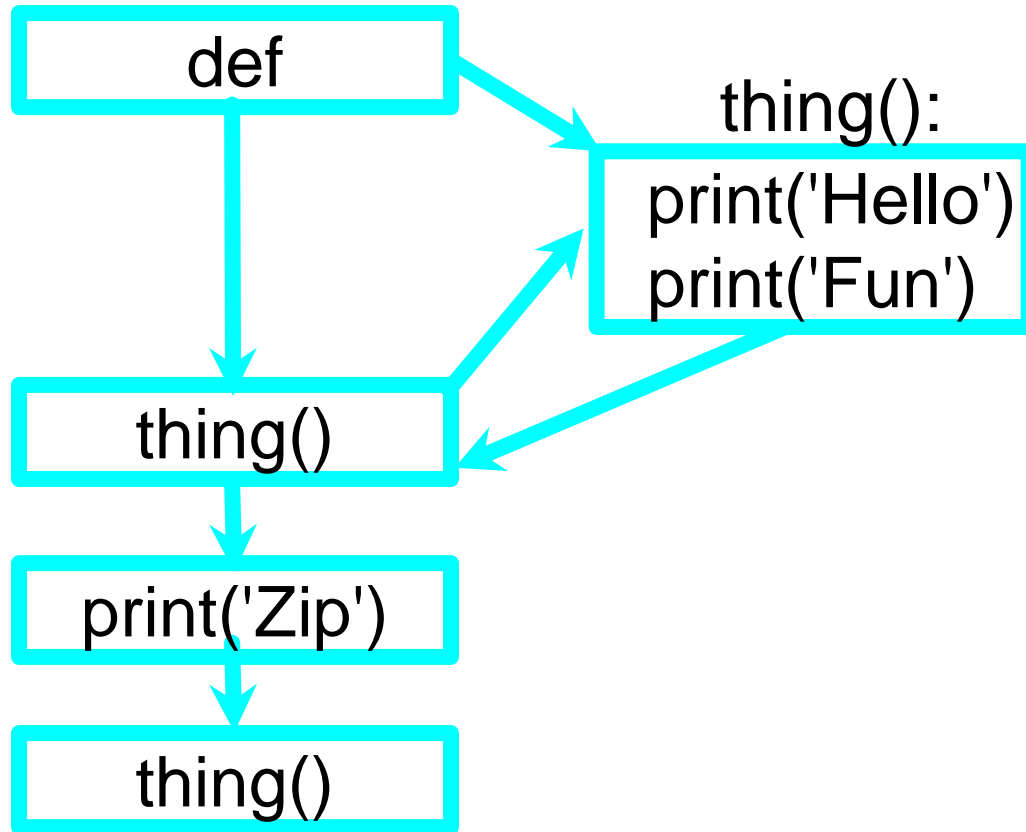 def
thing():
print('Hello')
print('Fun')
thing()
print('Zip')
thing()